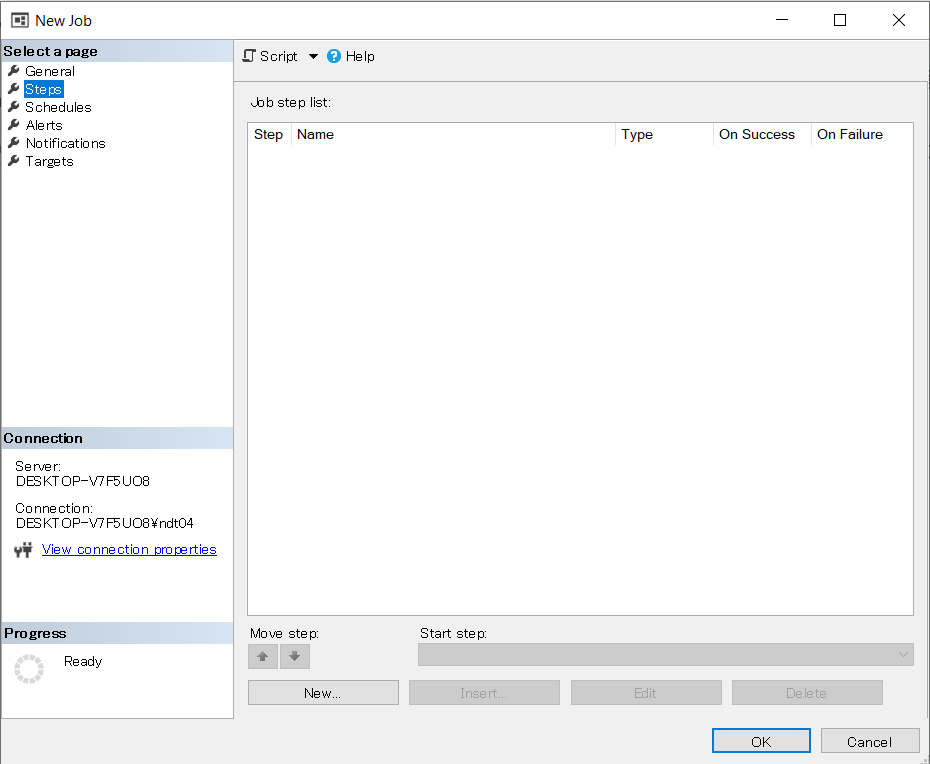 New Job
Select a page
General
Steps
Schedules
Alerts
Notifications
Targets
Connection
Server:
DESKTOP-V7F5UO8
Connection:
DESKTOP-V7F5UO8¥ndt04
View connection properties
Progress
Ready
Script Help
Job step list:
Step Name Type On Success On Failure
Move step: Start step:
New... Insert... Edit Delete
OK Cancel